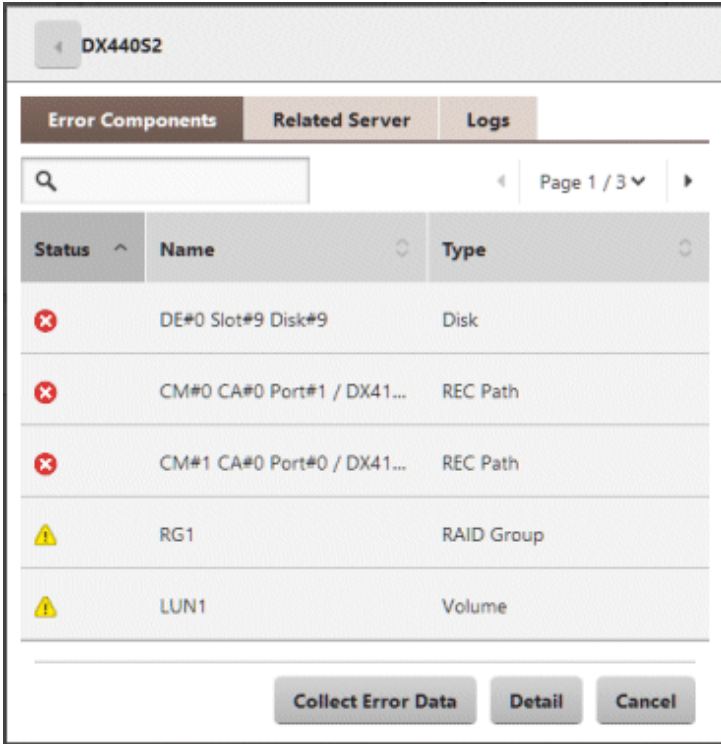 DX440S2
Error Components Related Server Logs
Page 1 / 3
Status Name Type
DE#0 Slot#9 Disk#9 Disk
CM#0 CA#0 Port#1 / DX41... REC Path
CM#1 CA#0 Port#0 / DX41... REC Path
RG1 RAID Group
LUN1 Volume
Collect Error Data Detail Cancel